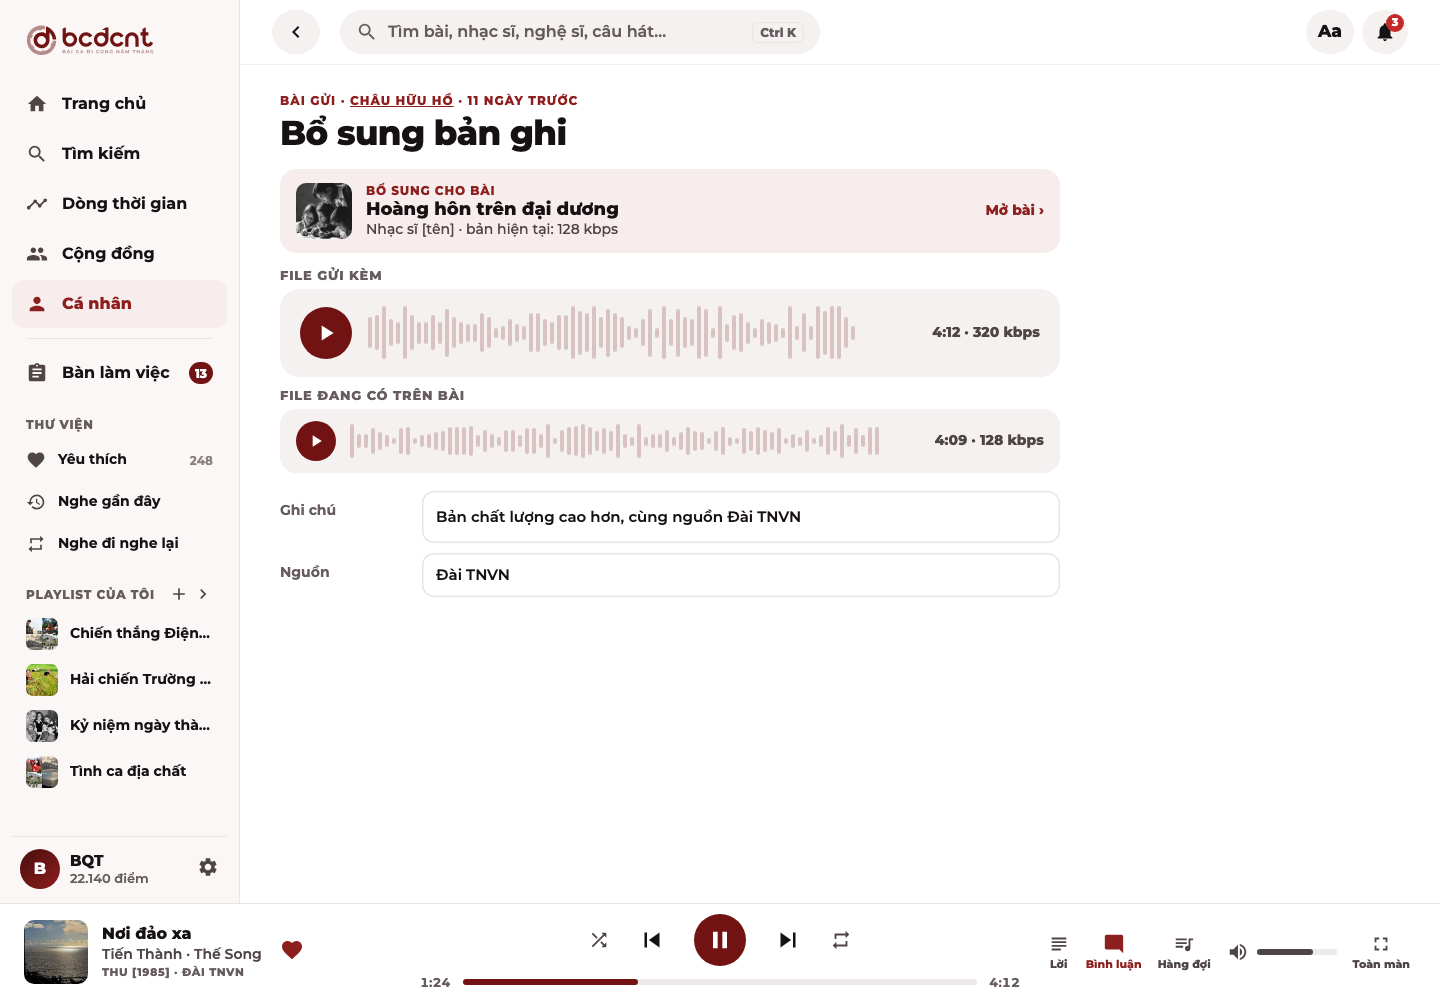 bcdcnt
BÀI CA ĐI CÙNG NĂM THÁNG
Trang chủ
Tìm kiếm
Dòng thời gian
Cộng đồng
Cá nhân
Bàn làm việc
13
THƯ VIỆN
Yêu thích
248
Nghe gần đây
Nghe đi nghe lại
PLAYLIST CỦA TÔI
Chiến thắng Điện...
Hải chiến Trường ...
Kỷ niệm ngày thà...
Tình ca địa chất
B
BQT
22.140 điểm
Tìm bài, nhạc sĩ, nghệ sĩ, câu hát...
Ctrl K
Aa
3
BÀI GỬI · CHÂU HỮU HỒ · 11 NGÀY TRƯỚC
Bổ sung bản ghi
BỔ SUNG CHO BÀI
Hoàng hôn trên đại dương
Nhạc sĩ [tên] · bản hiện tại: 128 kbps
Mở bài ›
FILE GỬI KÈM
4:12 · 320 kbps
FILE ĐANG CÓ TRÊN BÀI
4:09 · 128 kbps
Ghi chú
Bản chất lượng cao hơn, cùng nguồn Đài TNVN
Nguồn
Đài TNVN
Nơi đảo xa
Tiến Thành · Thế Song
THU [1985] · ĐÀI TNVN
1:24
4:12
Lời
Bình luận
Hàng đợi
Toàn màn